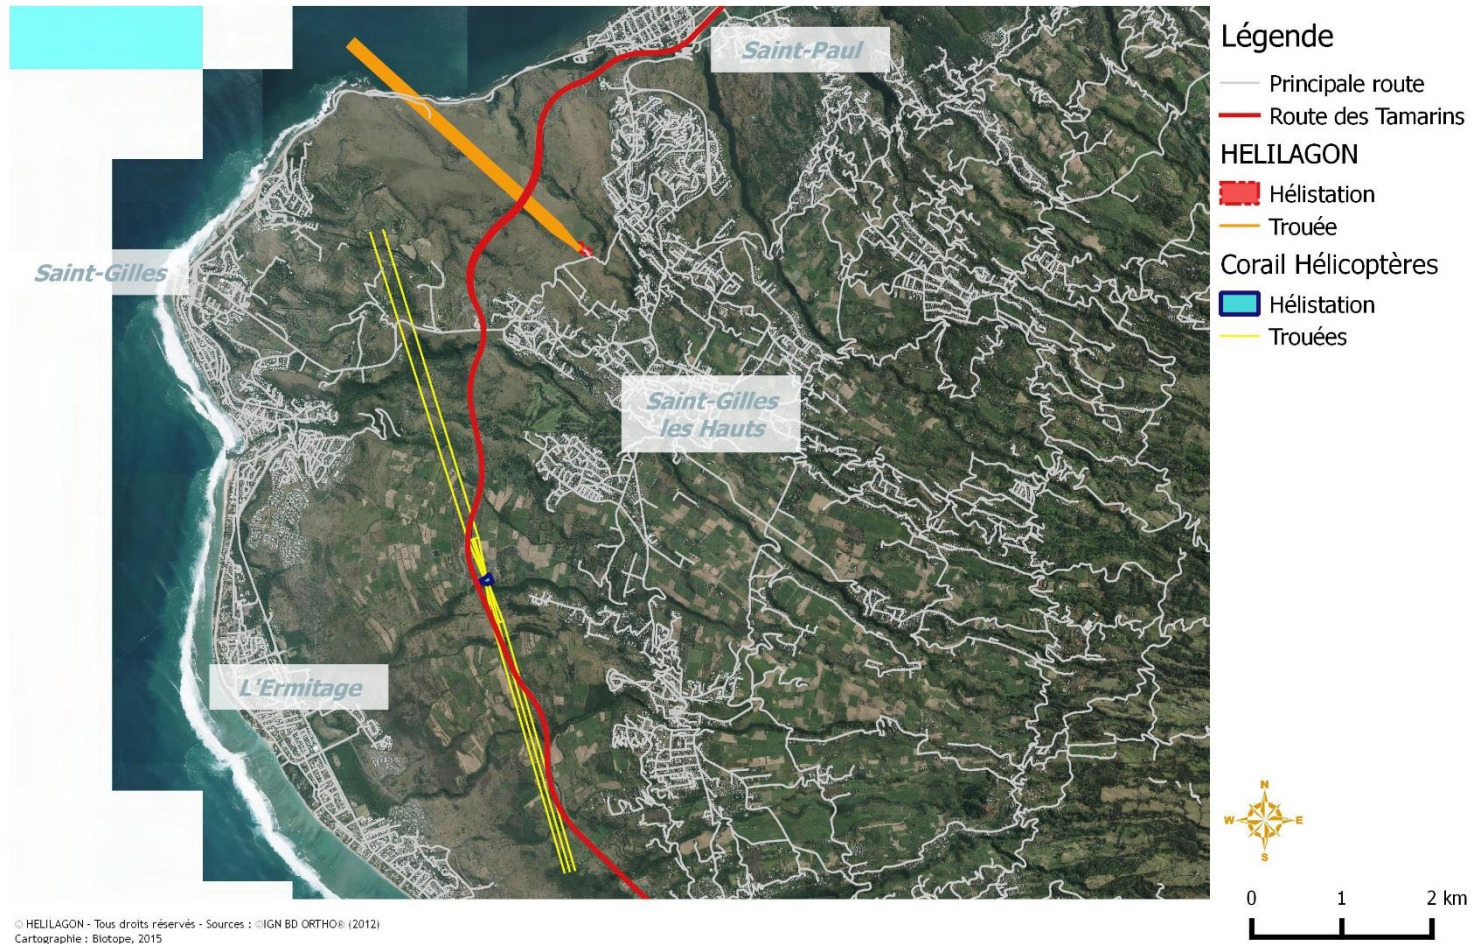 Saint-Paul
Saint-Gilles
Saint-Gilles
les Hauts
L'Ermitage
Légende
Principale route
Route des Tamarins
HELILAGON
Hélistation
Trouée
Corail Hélicoptères
Hélistation
Trouées
N
W E
S
0 1 2 km
© HELILAGON - Tous droits réservés - Sources : ©IGN BD ORTHO® (2012)
Cartographie : Biotope, 2015